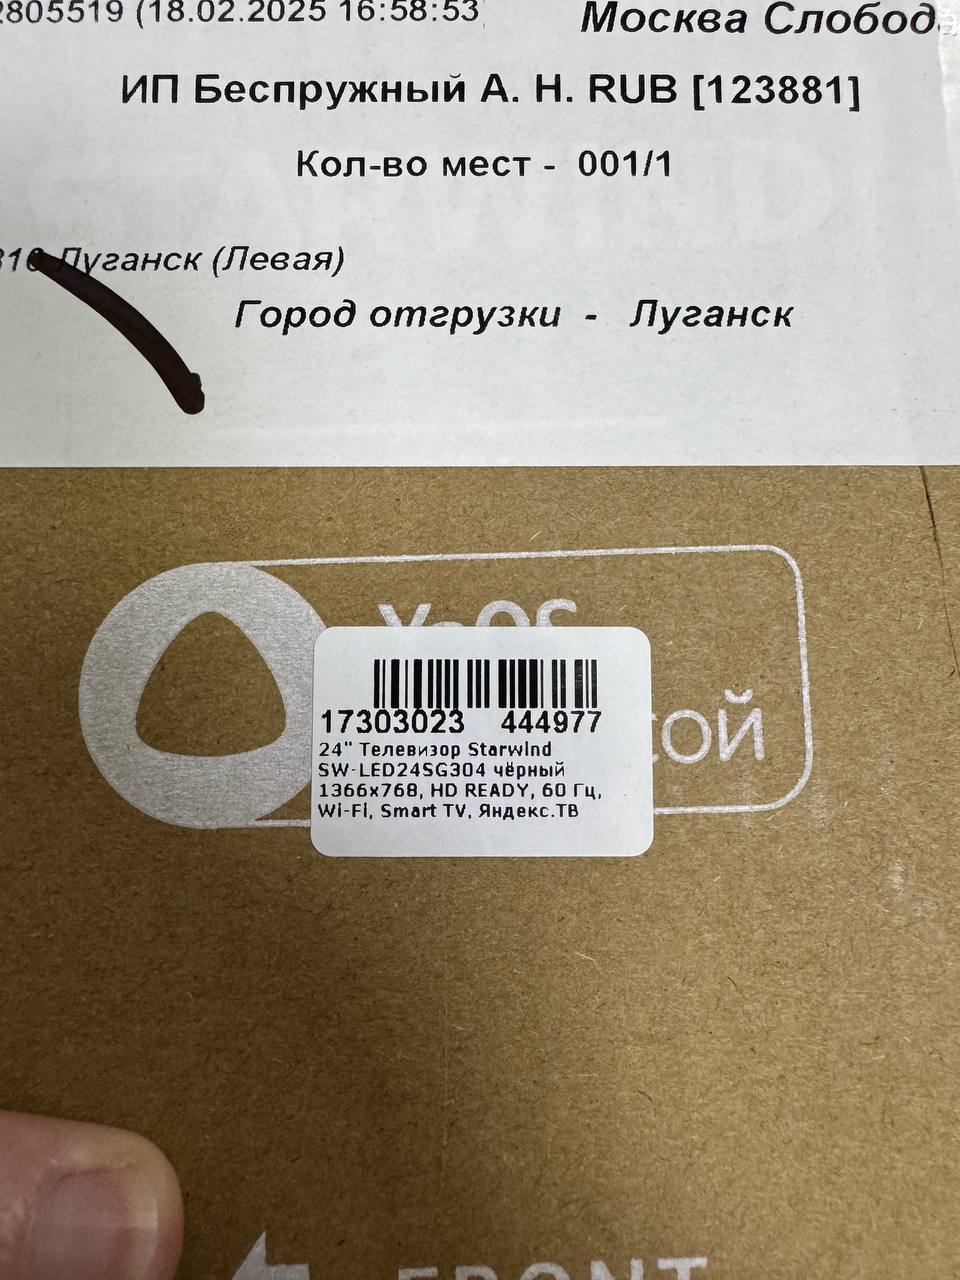 2805519 (18.02.2025 16:58:53
Москва Слобод
ИП Беспружный А. Н. RUB [123881]
Кол-во мест - 001/1
Луганск (Левая)
Город отгрузки - Луганск
17303023 444977
24" Телевизор Starwind
SW-LED24SG304 чёрный
1366x768, HD READY, 60 Гц,
Wi-Fi, Smart TV, Яндекс.ТВ
FRONT